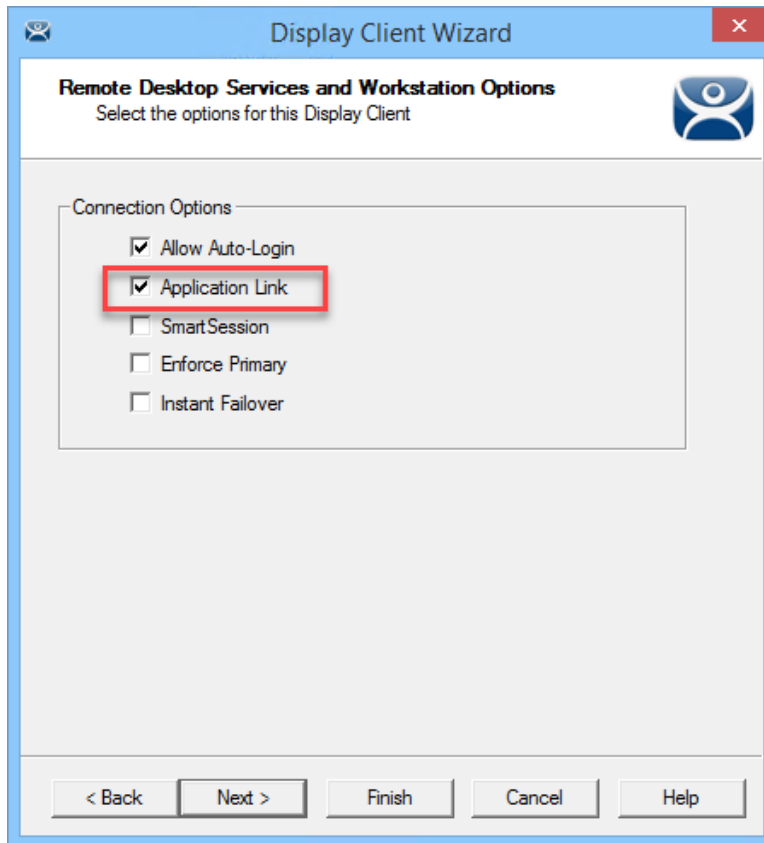 Display Client Wizard
Remote Desktop Services and Workstation Options
Select the options for this Display Client
Connection Options
Allow Auto-Login
Application Link
SmartSession
Enforce Primary
Instant Failover
< Back Next > Finish Cancel Help